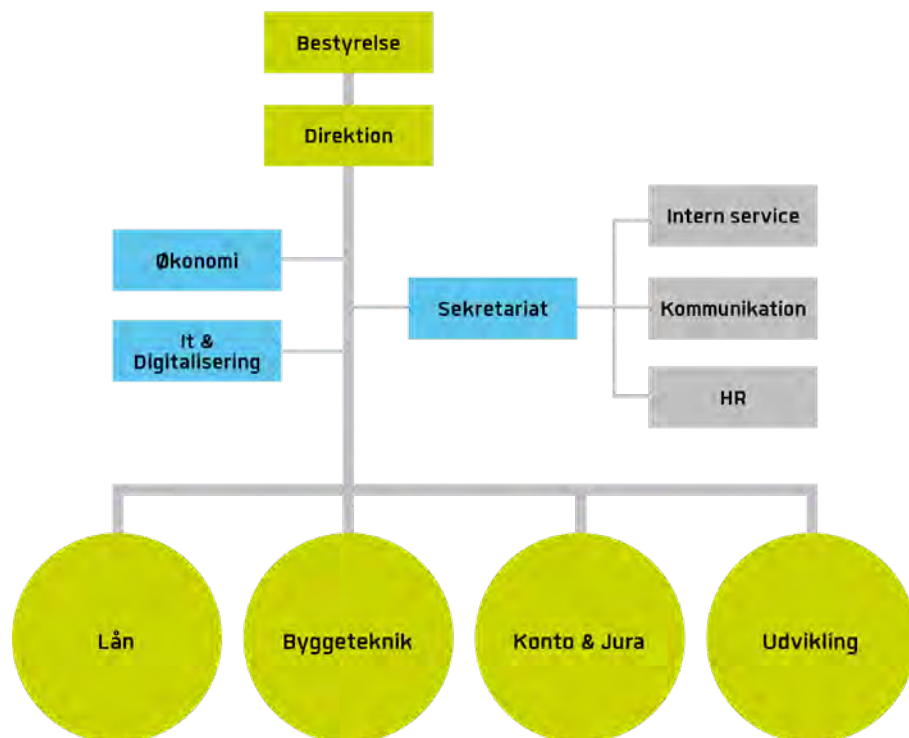 Bestyrelse
Direktion
Intern service
Økonomi
Sekretariat
Kommunikation
It &
Digitalisering
HR
Lån
Byggeteknik
Konto & Jura
Udvikling